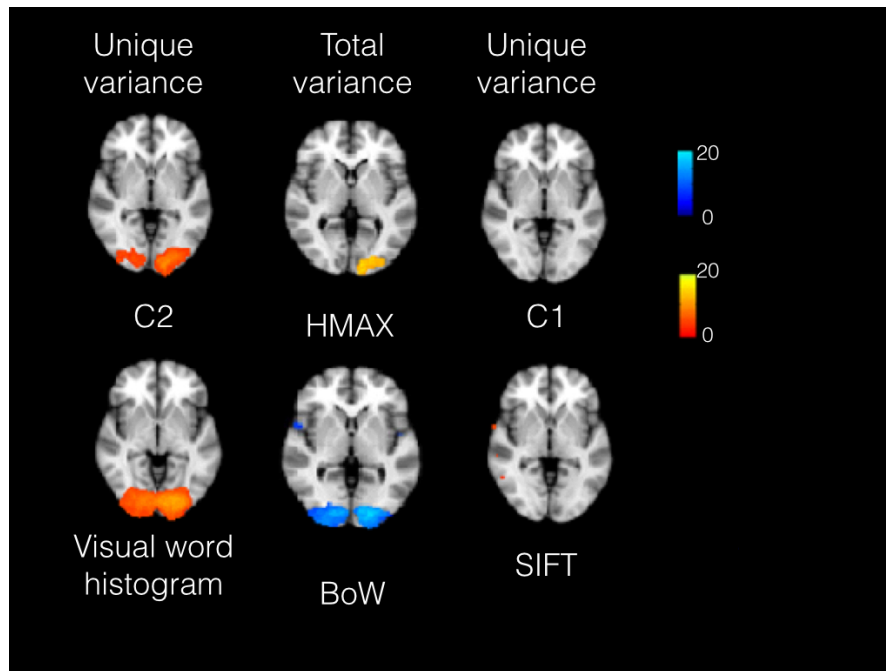 Unique
variance
Total
variance
Unique
variance
20
0
20
0
C2
HMAX
C1
Visual word
histogram
BoW
SIFT